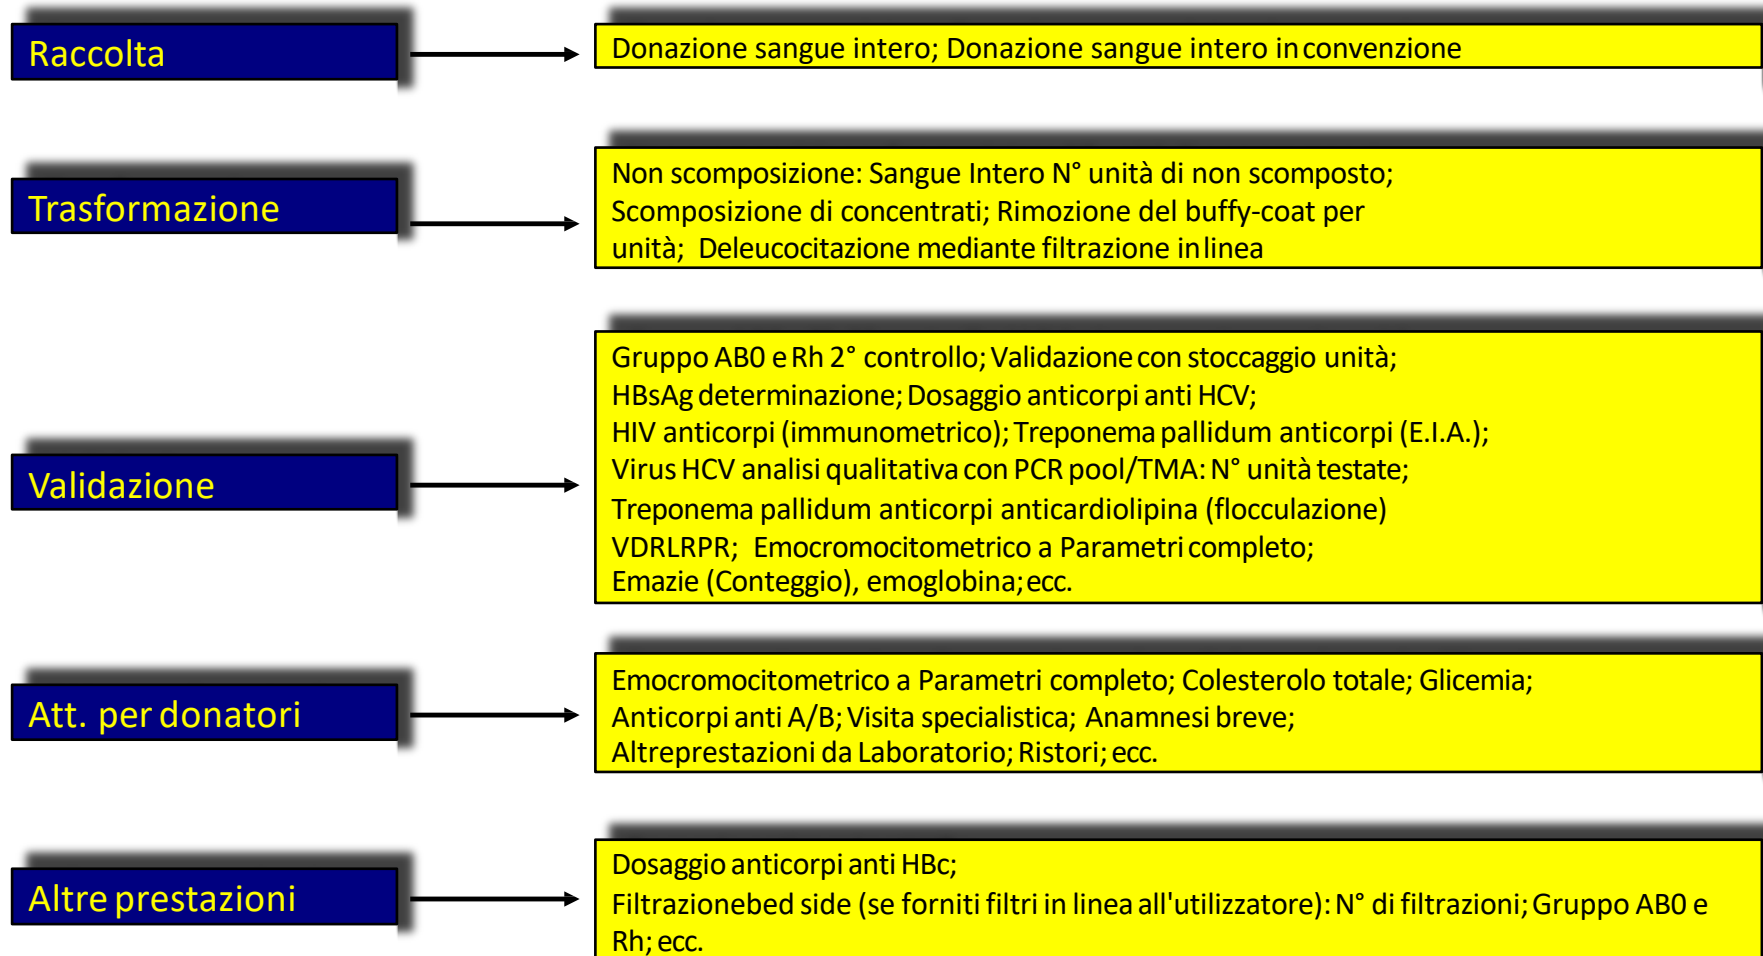 Raccolta
Donazione sangue intero; Donazione sangue intero in convenzione
Trasformazione
Non scomposizione: Sangue Intero N° unità di non scomposto;
Scomposizione di concentrati; Rimozione del buffy-coat per
unità; Deleucocitazione mediante filtrazione in linea
Validazione
Gruppo AB0 e Rh 2° controllo; Validazione con stoccaggio unità;
HBsAg determinazione; Dosaggio anticorpi anti HCV;
HIV anticorpi (immunometrico); Treponema pallidum anticorpi (E.I.A.);
Virus HCV analisi qualitativa con PCR pool/TMA: N° unità testate;
Treponema pallidum anticorpi anticardiolipina (flocculazione)
VDRLRPR; Emocromocitometrico a Parametri completo;
Emazie (Conteggio), emoglobina; ecc.
Att. per donatori
Emocromocitometrico a Parametri completo; Colesterolo totale; Glicemia;
Anticorpi anti A/B; Visita specialistica; Anamnesi breve;
Altreprestazioni da Laboratorio; Ristori; ecc.
Altre prestazioni
Dosaggio anticorpi anti HBc;
Filtrazionebed side (se forniti filtri in linea all'utilizzatore): N° di filtrazioni; Gruppo AB0 e
Rh; ecc.